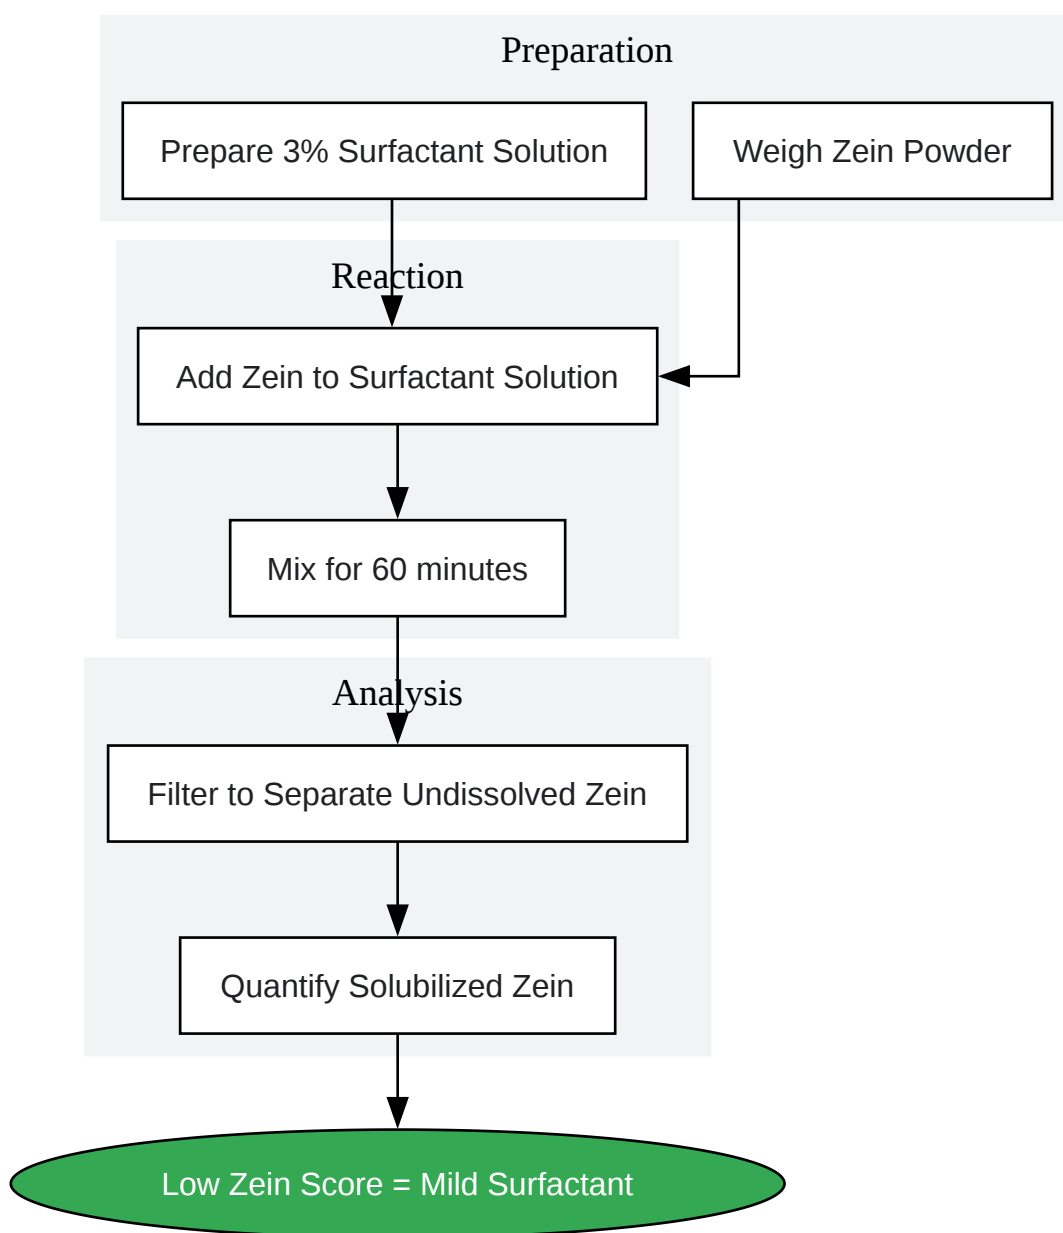 Preparation
Prepare 3% Surfactant Solution
Weigh Zein Powder
Reaction
Add Zein to Surfactant Solution
Mix for 60 minutes
Analysis
Filter to Separate Undissolved Zein
Quantify Solubilized Zein
Low Zein Score = Mild Surfactant